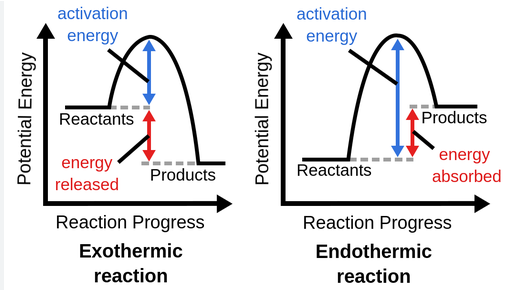 activation
energy
Potential Energy
Reactants
energy
released
Products
Reaction Progress
Exothermic
reaction
activation
energy
Potential Energy
Products
energy
absorbed
Reactants
Reaction Progress
Endothermic
reaction